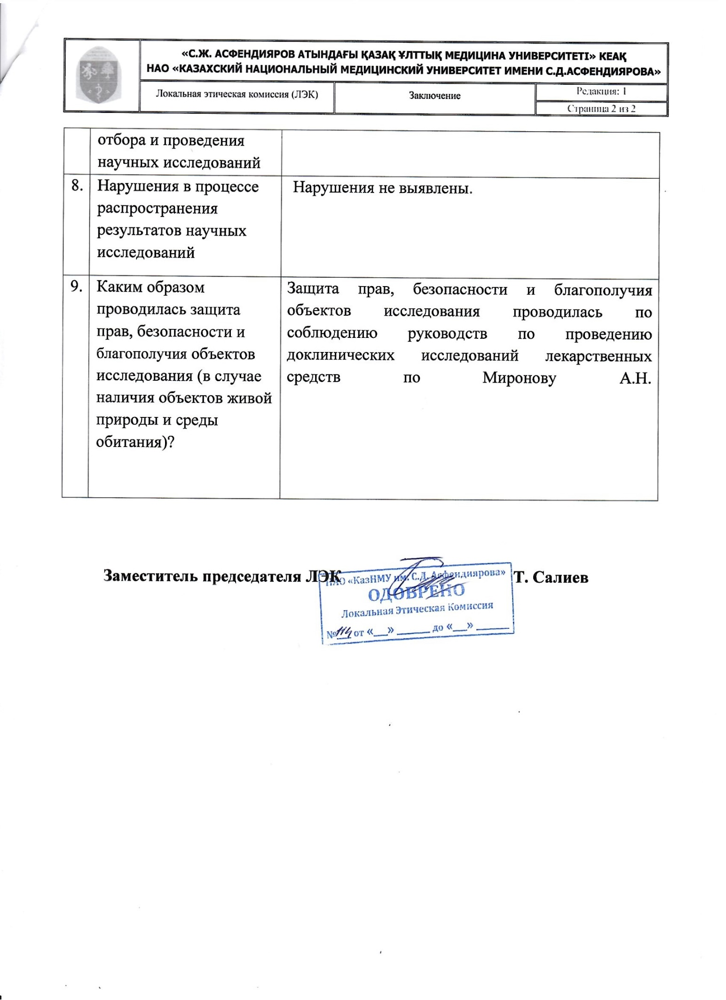 «С.Ж. АСФЕНДИЯРОВ АТЫНДАҒЫ ҚАЗАҚ ҰЛТТЫҚ МЕДИЦИНА УНИВЕРСИТЕТІ» КЕАҚ
НАО «КАЗАХСКИЙ НАЦИОНАЛЬНЫЙ МЕДИЦИНСКИЙ УНИВЕРСИТЕТ ИМЕНИ С.Д.АСФЕНДИЯРОВА»
Локальная этическая комиссия (ЛЭК)
Заключение
Редакция: 1
Страница 2 из 2
отбора и проведения
научных исследований
8.
Нарушения в процессе
распространения
результатов научных
исследований
Нарушения не выявлены.
9.
Каким образом
проводилась защита
прав, безопасности и
благополучия объектов
исследования (в случае
наличия объектов живой
природы и среды
обитания)?
Защита прав, безопасности и благополучия
объектов исследования проводилась по
соблюдению руководств по проведению
доклинических исследований лекарственных
средств по Миронову А.Н.
Заместитель председателя ЛЭК
Т. Салиев
НАО «КазНМУ им. С.Д. Асфендиярова»
ОДОБРЕНО
Локальная Этическая Комиссия
№114 от «__» ______ до «__» ______